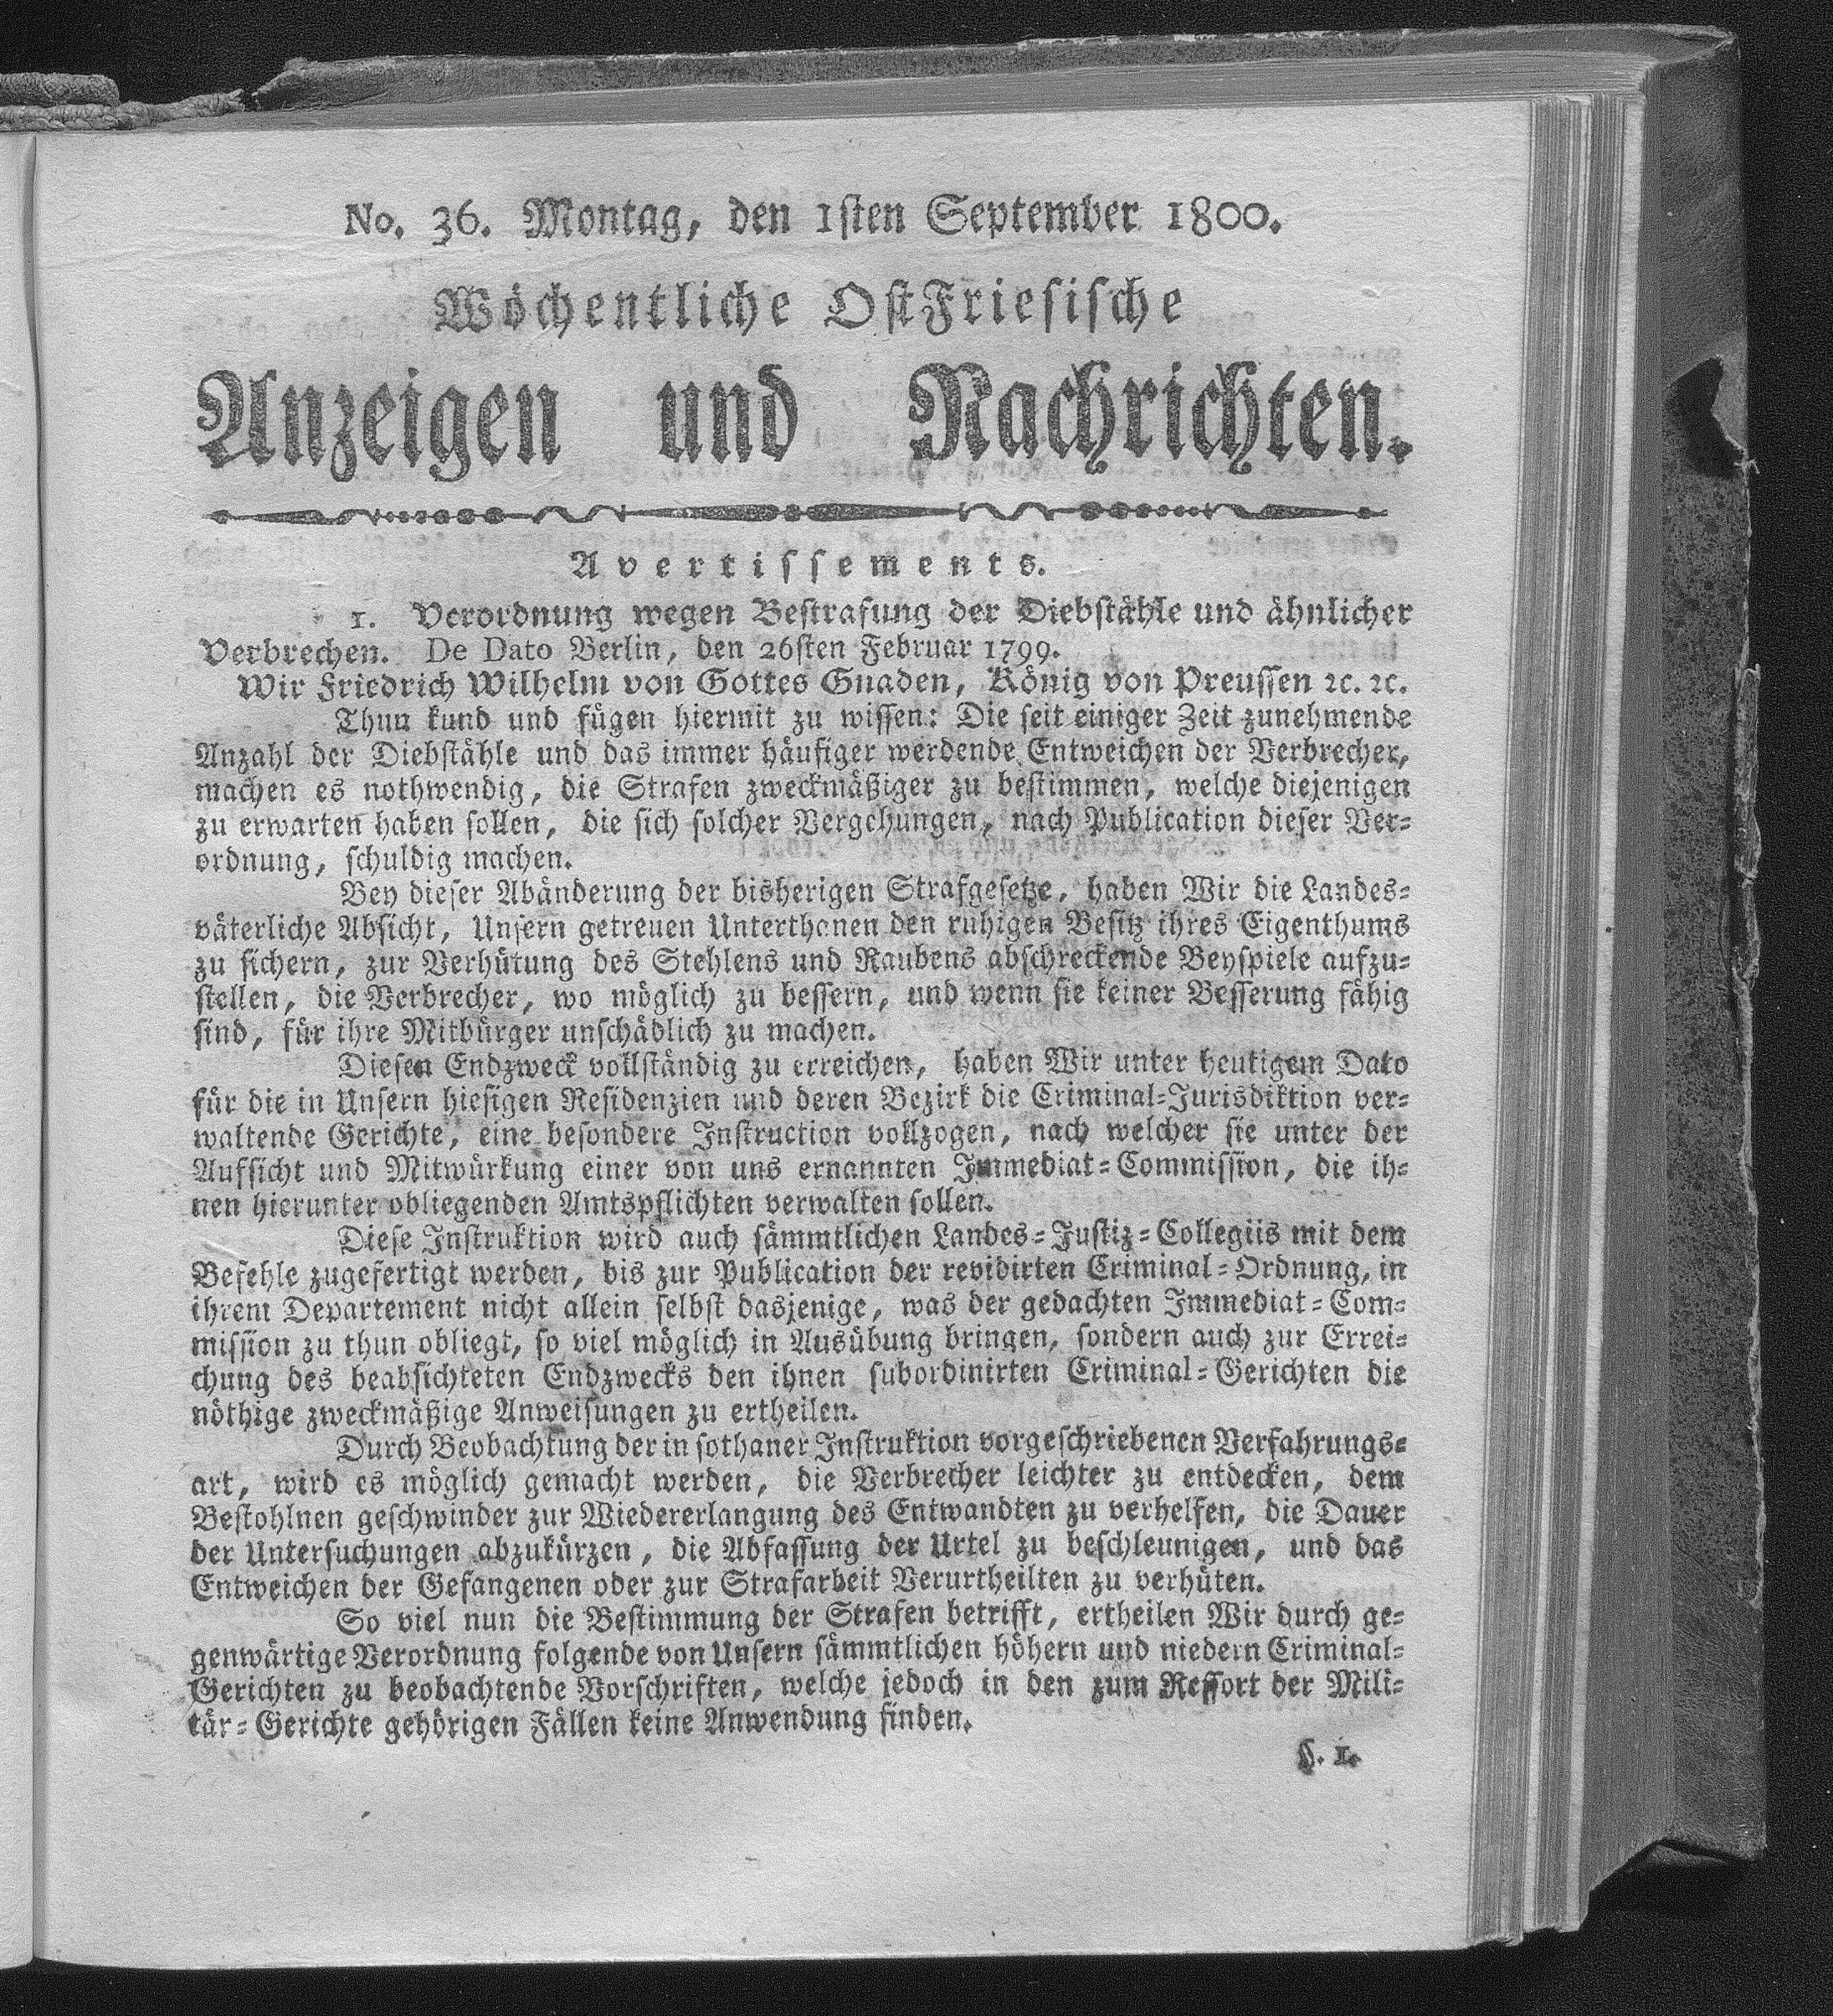 No. 36. Montag, den 1sten September 1800.
Wöchentliche OstFriesische
Anzeigen und Nachrichten.
Avertissements.
1. Verordnung wegen Bestrafung der Diebstähle und ähnlicher
Verbrechen. De Dato Berlin, den 26sten Februar 1799.
Wir Friedrich Wilhelm von Gottes Gnaden, König von Preussen ꝛc. ꝛc.
Thun kund und fügen hiermit zu wissen: Die seit einiger Zeit zunehmende
Anzahl der Diebstähle und das immer häufiger werdende Entweichen der Verbrecher,
machen es nothwendig, die Strafen zweckmäßiger zu bestimmen, welche diejenigen
zu erwarten haben sollen, die sich solcher Vergehungen, nach Publication dieser Ver-
ordnung, schuldig machen.
Bey dieser Abänderung der bisherigen Strafgesetze, haben Wir die Landes-
väterliche Absicht, Unsern getreuen Unterthanen den ruhigen Besitz ihres Eigenthums
zu sichern, zur Verhütung des Stehlens und Raubens abschreckende Beyspiele aufzu-
stellen, die Verbrecher, wo möglich zu bessern, und wenn sie keiner Besserung fähig
sind, für ihre Mitbürger unschädlich zu machen.
Diesen Endzweck vollständig zu erreichen, haben Wir unter heutigem Dato
für die in Unsern hiesigen Residenzien und deren Bezirk die Criminal-Jurisdiktion ver-
waltende Gerichte, eine besondere Instruction vollzogen, nach welcher sie unter der
Aufsicht und Mitwürkung einer von uns ernannten Immediat-Commission, die ih-
nen hierunter obliegenden Amtspflichten verwalten sollen.
Diese Instruktion wird auch sämmtlichen Landes-Justiz-Collegiis mit dem
Befehle zugefertigt werden, bis zur Publication der revidirten Criminal-Ordnung, in
ihrem Departement nicht allein selbst dasjenige, was der gedachten Immediat-Com-
mission zu thun obliegt, so viel möglich in Ausübung bringen, sondern auch zur Errei-
chung des beabsichteten Endzwecks den ihnen subordinirten Criminal-Gerichten die
nöthige zweckmäßige Anweisungen zu ertheilen.
Durch Beobachtung der in sothaner Instruktion vorgeschriebenen Verfahrungs-
art, wird es möglich gemacht werden, die Verbrecher leichter zu entdecken, dem
Bestohlnen geschwinder zur Wiedererlangung des Entwandten zu verhelfen, die Dauer
der Untersuchungen abzukürzen, die Abfassung der Urtel zu beschleunigen, und das
Entweichen der Gefangenen oder zur Strafarbeit Verurtheilten zu verhüten.
So viel nun die Bestimmung der Strafen betrifft, ertheilen Wir durch ge-
genwärtige Verordnung folgende von Unsern sämmtlichen höhern und niedern Criminal-
Gerichten zu beobachtende Vorschriften, welche jedoch in den zum Ressort der Mili-
tär-Gerichte gehörigen Fällen keine Anwendung finden.
§. 1.